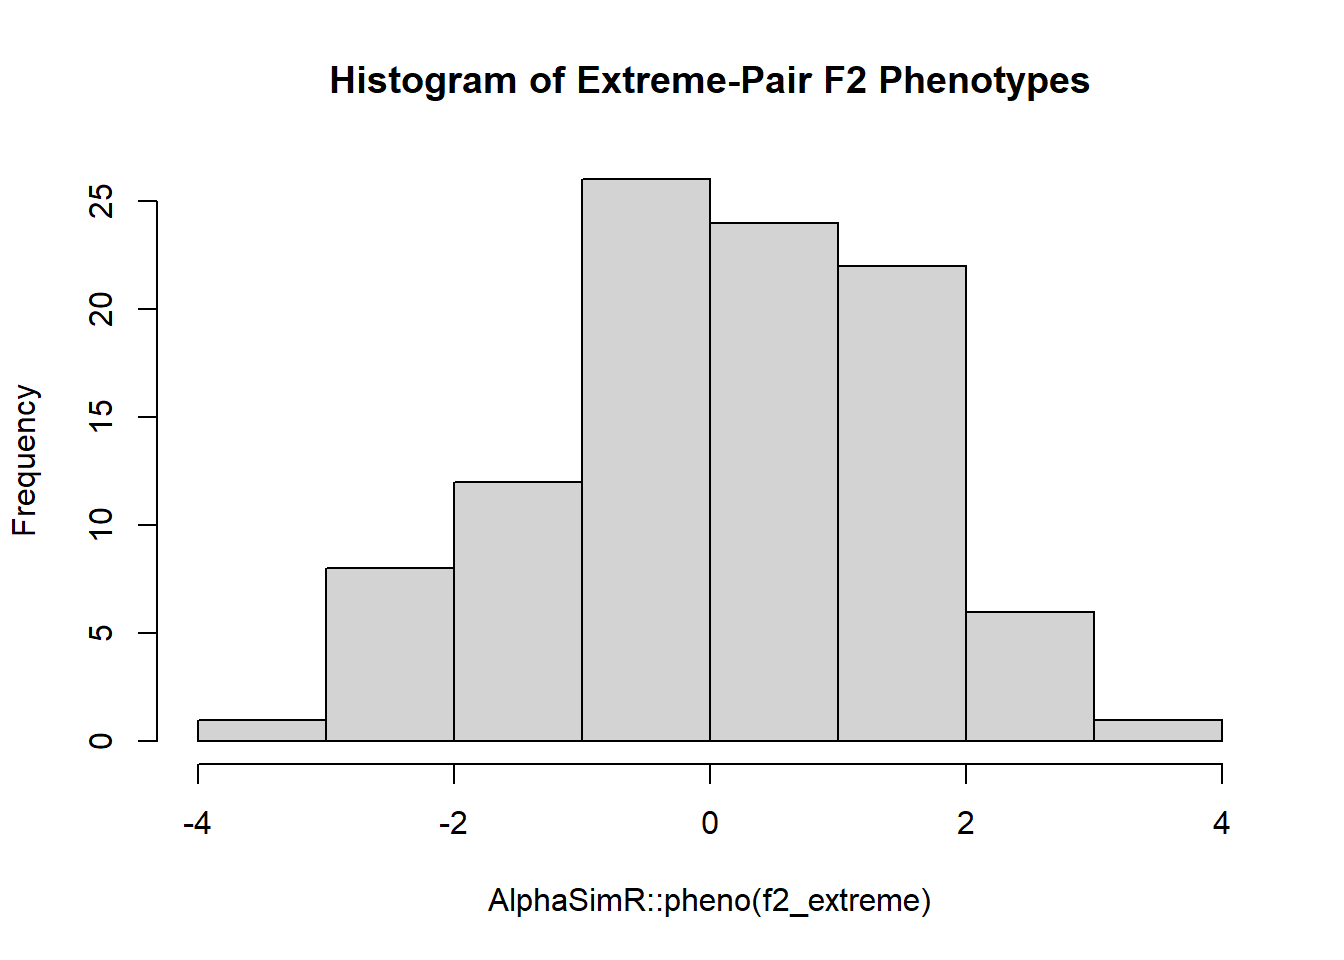 Histogram of Extreme-Pair F2 Phenotypes
Frequency
25
20
15
10
5
0
-4 -2 0 2 4
AlphaSimR::pheno(f2_extreme)